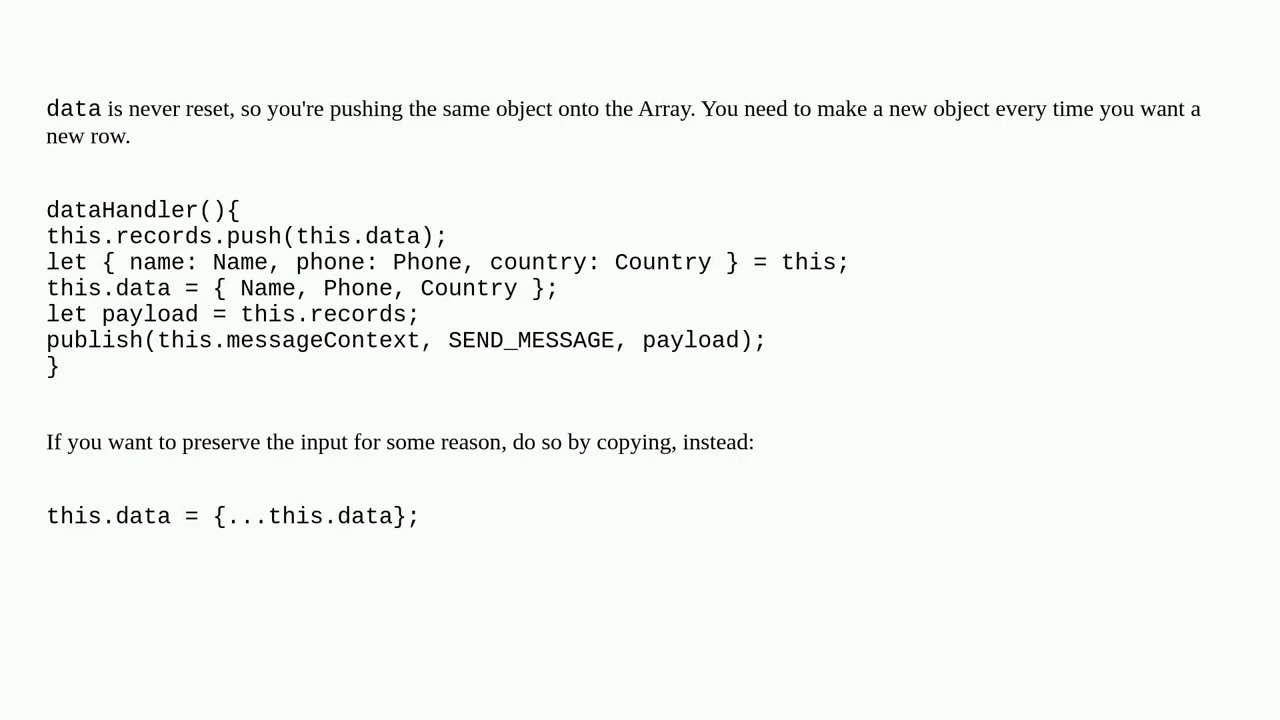 data is never reset, so you're pushing the same object onto the Array. You need to make a new object every time you want a
new row.
dataHandler(){
this.records.push(this.data);
let { name: Name, phone: Phone, country: Country } = this;
this.data = { Name, Phone, Country };
let payload = this.records;
publish(this.messageContext, SEND_MESSAGE, payload);
}
If you want to preserve the input for some reason, do so by copying, instead:
this.data = {...this.data};